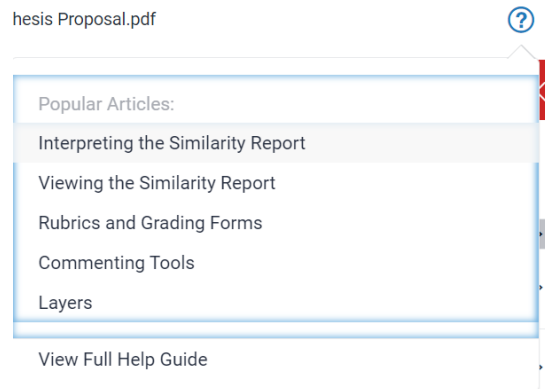 hesis Proposal.pdf
?
Popular Articles:
Interpreting the Similarity Report
Viewing the Similarity Report
Rubrics and Grading Forms
Commenting Tools
Layers
View Full Help Guide